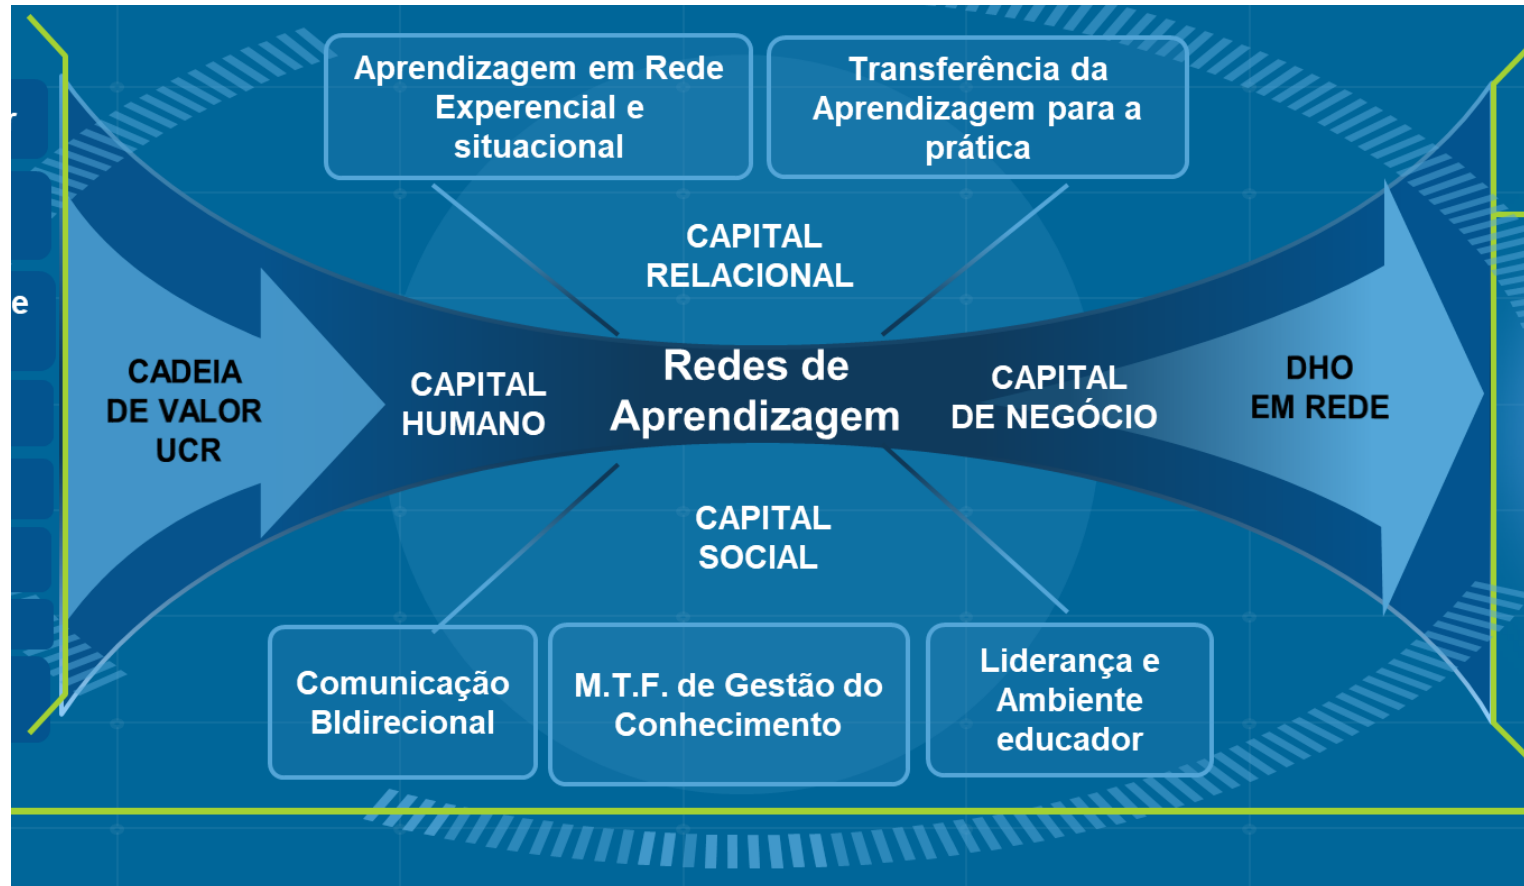 Aprendizagem em Rede
Experencial e
situacional
Transferência da
Aprendizagem para a
prática
r
e
CAPITAL
RELACIONAL
CADEIA
DE VALOR
UCR
CAPITAL
HUMANO
Redes de
Aprendizagem
CAPITAL
DE NEGÓCIO
DHO
EM REDE
CAPITAL
SOCIAL
Comunicação
BIdirecional
M.T.F. de Gestão do
Conhecimento
Liderança e
Ambiente
educador